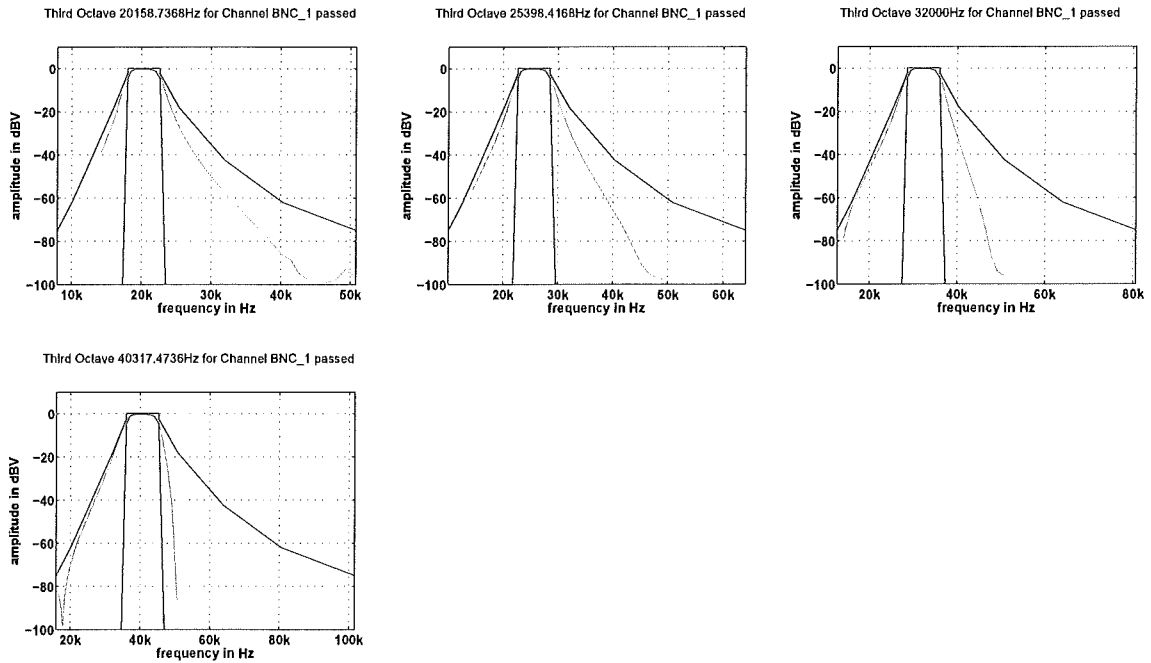 Third Octave 20158.7368Hz for Channel BNC_1 passed
0
−20
−40
−60
−80
−100
amplitude in dBV
10k 20k 30k 40k 50k
frequency in Hz
Third Octave 25398.4168Hz for Channel BNC_1 passed
0
−20
−40
−60
−80
−100
amplitude in dBV
20k 30k 40k 50k 60k
frequency in Hz
Third Octave 32000Hz for Channel BNC_1 passed
0
−20
−40
−60
−80
−100
amplitude in dBV
20k 40k 60k 80k
frequency in Hz
Third Octave 40317.4736Hz for Channel BNC_1 passed
0
−20
−40
−60
−80
−100
amplitude in dBV
20k 40k 60k 80k 100k
frequency in Hz